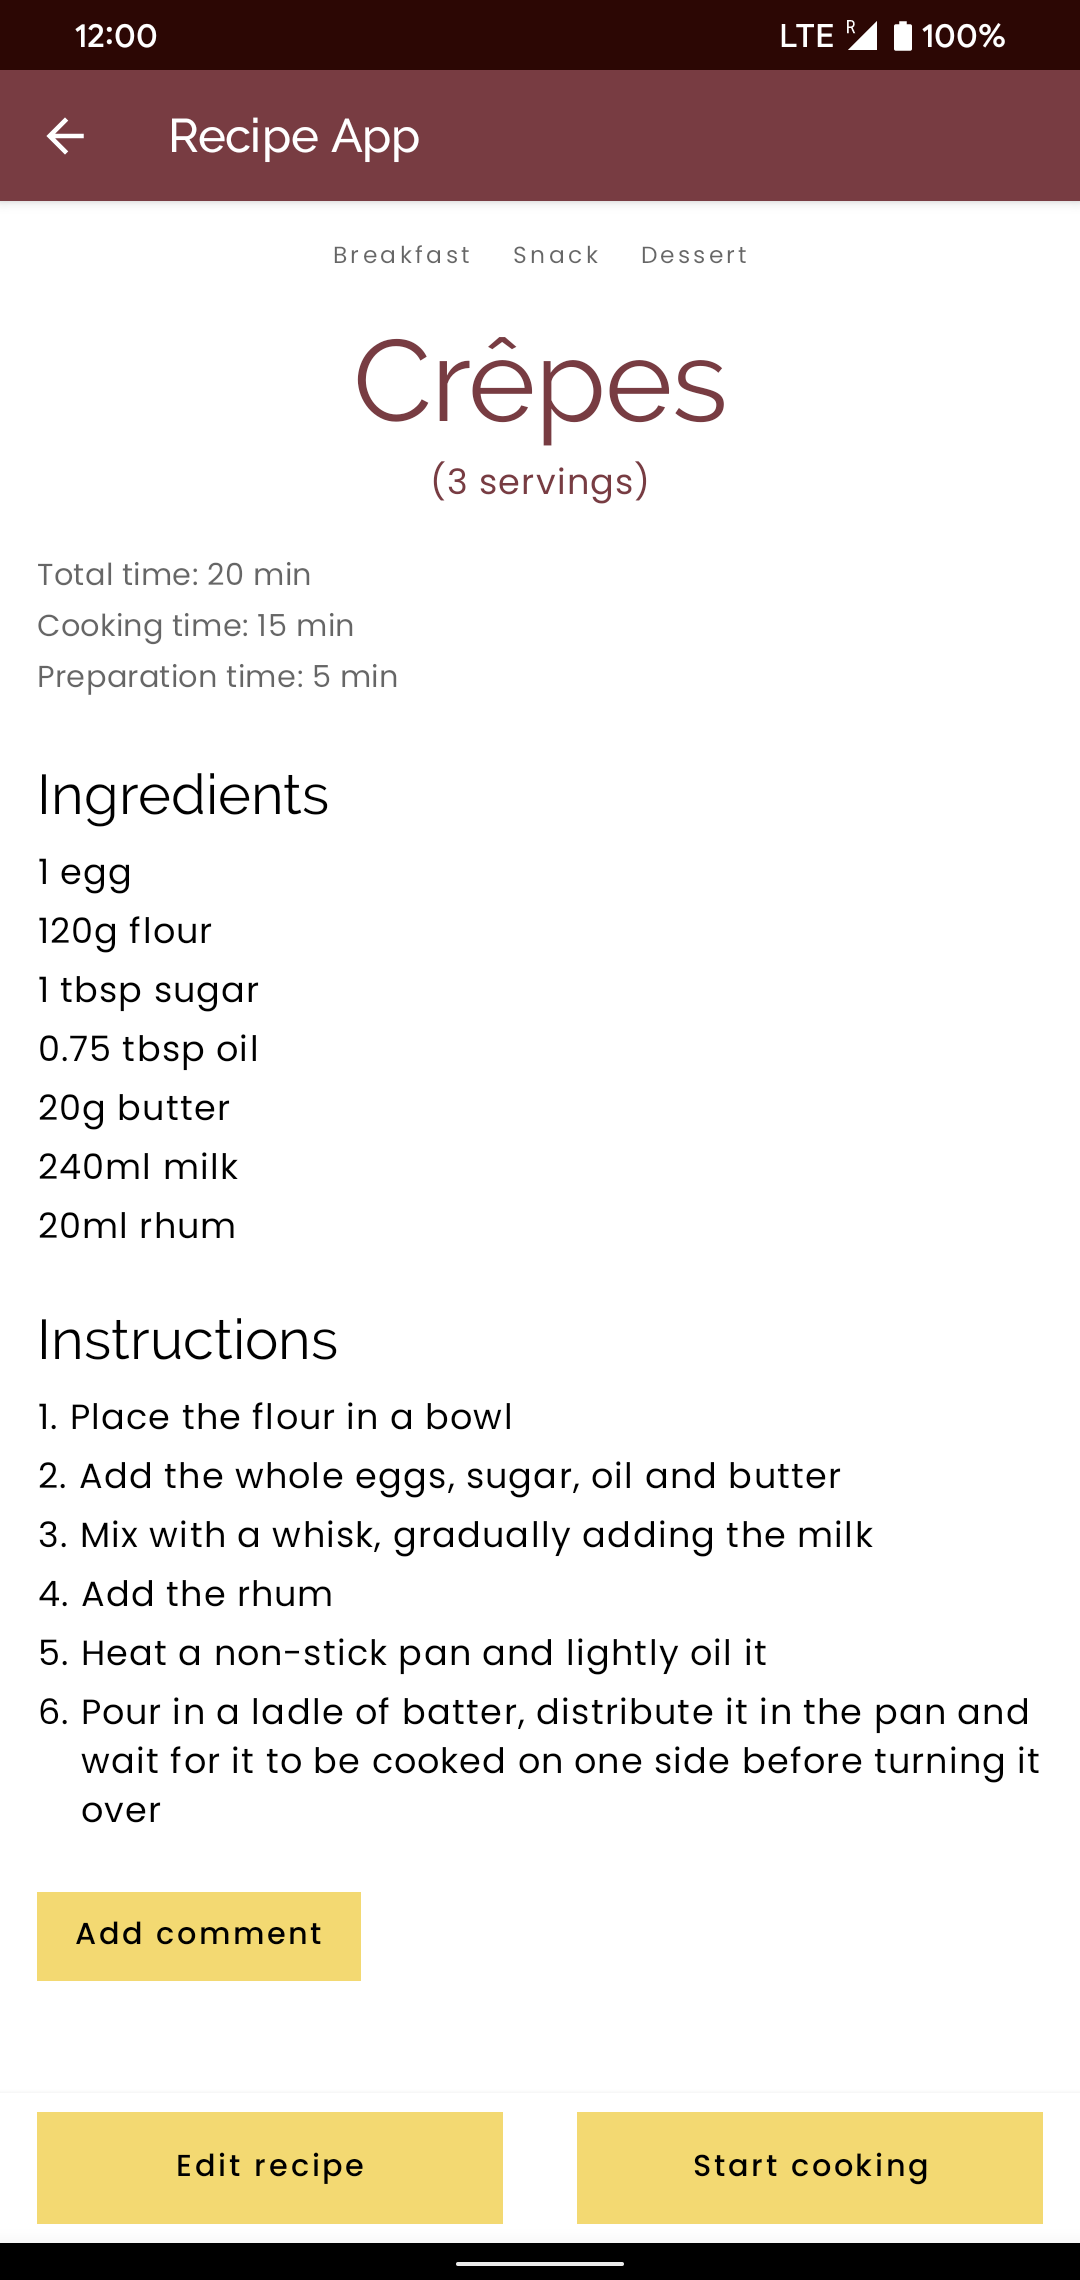 12:00 LTE R 100%
Recipe App
Breakfast Snack Dessert
Crêpes
(3 servings)
Total time: 20 min
Cooking time: 15 min
Preparation time: 5 min
Ingredients
1 egg
120g flour
1 tbsp sugar
0.75 tbsp oil
20g butter
240ml milk
20ml rhum
Instructions
1. Place the flour in a bowl
2. Add the whole eggs, sugar, oil and butter
3. Mix with a whisk, gradually adding the milk
4. Add the rhum
5. Heat a non-stick pan and lightly oil it
6. Pour in a ladle of batter, distribute it in the pan and
wait for it to be cooked on one side before turning it
over
Add comment
Edit recipe Start cooking